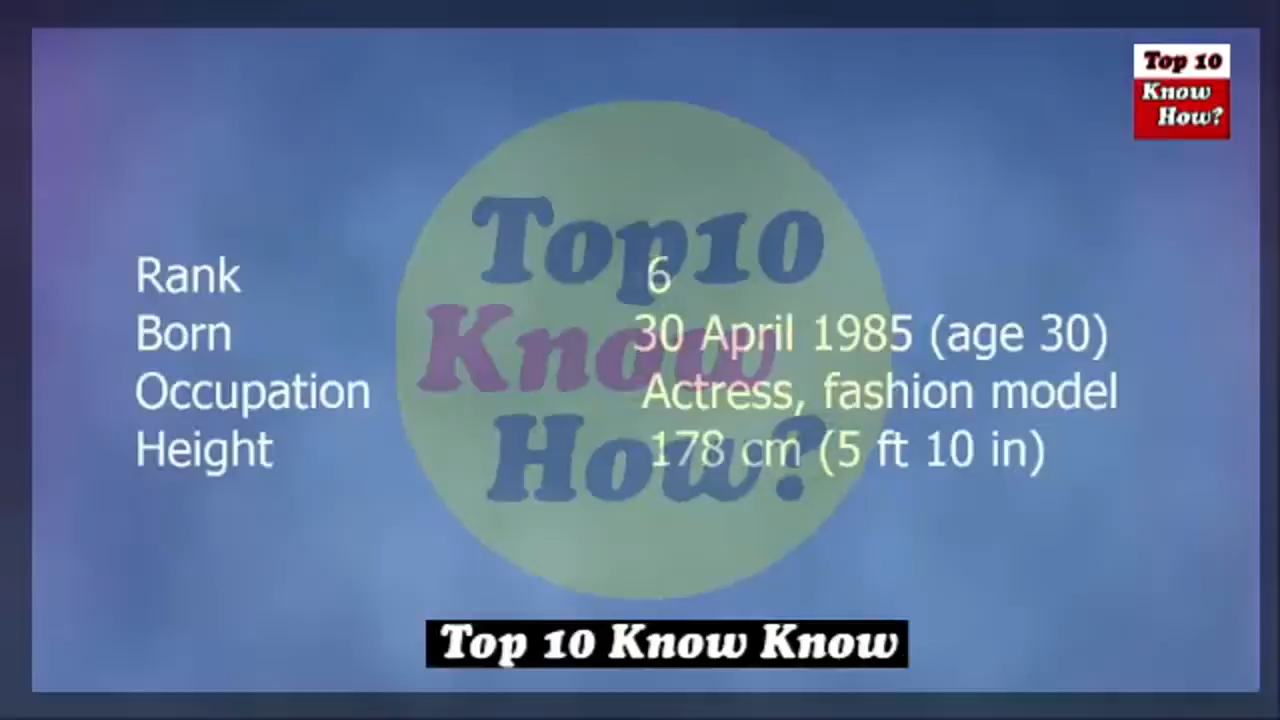 Top 10
Know
How?
Top10
Know
How?
Rank 6
Born 30 April 1985 (age 30)
Occupation Actress, fashion model
Height 178 cm (5 ft 10 in)
Top 10 Know Know